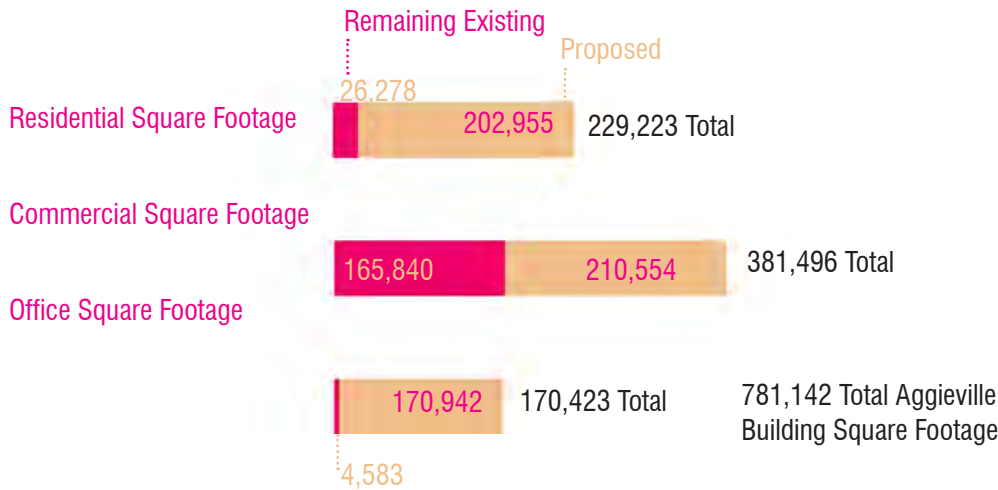 Remaining Existing
Proposed
26,278
Residential Square Footage
202,955
229,223 Total
Commercial Square Footage
165,840
210,554
381,496 Total
Office Square Footage
170,942
170,423 Total
781,142 Total Aggieville
Building Square Footage
4,583